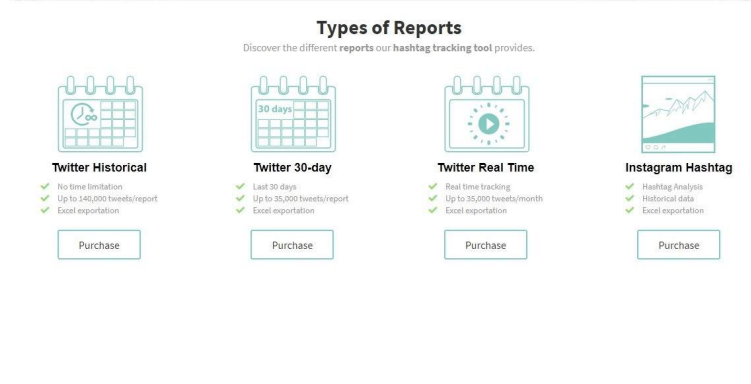 Types of Reports
Discover the different reports our hashtag tracking tool provides.
30 days
Twitter Historical
No time limitation
Up to 140,000 tweets/report
Excel exportation
Purchase
Twitter 30-day
Last 30 days
Up to 35,000 tweets/report
Excel exportation
Purchase
Twitter Real Time
Real time tracking
Up to 35,000 tweets/month
Excel exportation
Purchase
Instagram Hashtag
Hashtag Analysis
Historical data
Excel exportation
Purchase